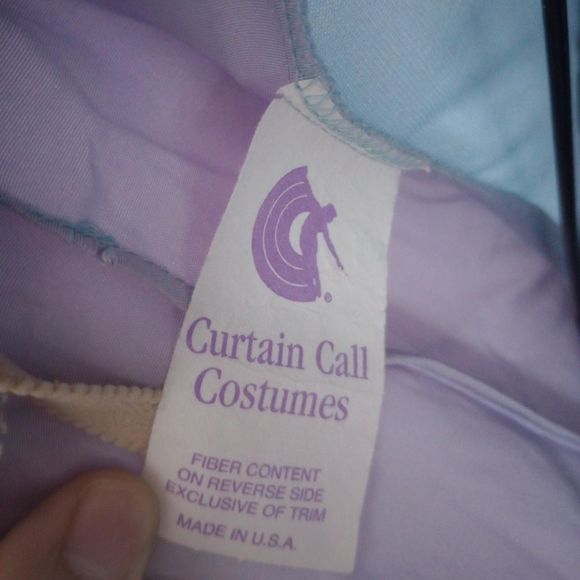 ®
Curtain Call
Costumes
FIBER CONTENT
ON REVERSE SIDE
EXCLUSIVE OF TRIM
MADE IN U.S.A.